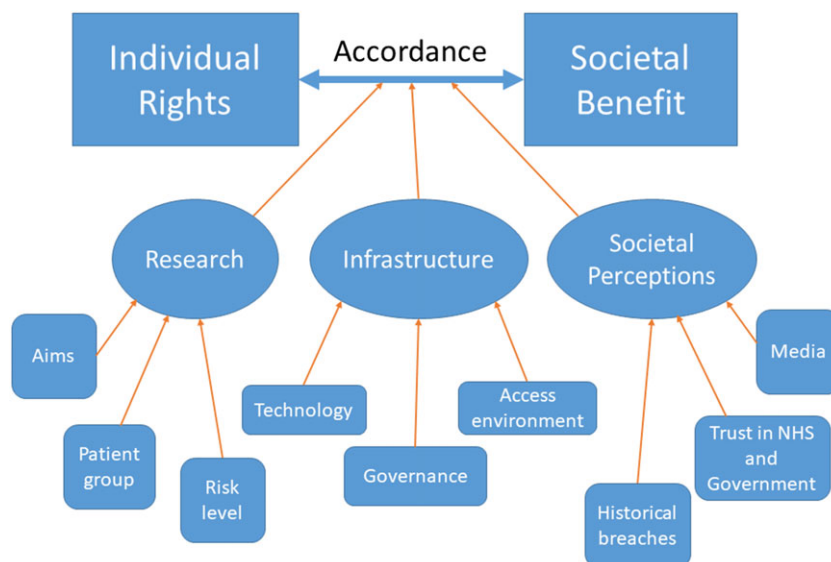 Individual
Rights
Accordance
Societal
Benefit
Research
Infrastructure
Societal
Perceptions
Aims
Media
Technology
Access
environment
Patient
group
Governance
Trust in NHS
and
Government
Risk
level
Historical
breaches